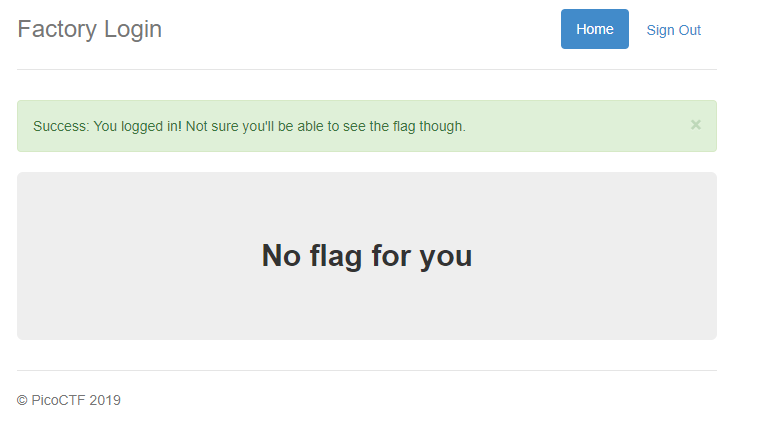 Factory Login
Home
Sign Out
Success: You logged in! Not sure you'll be able to see the flag though.
×
No flag for you
© PicoCTF 2019